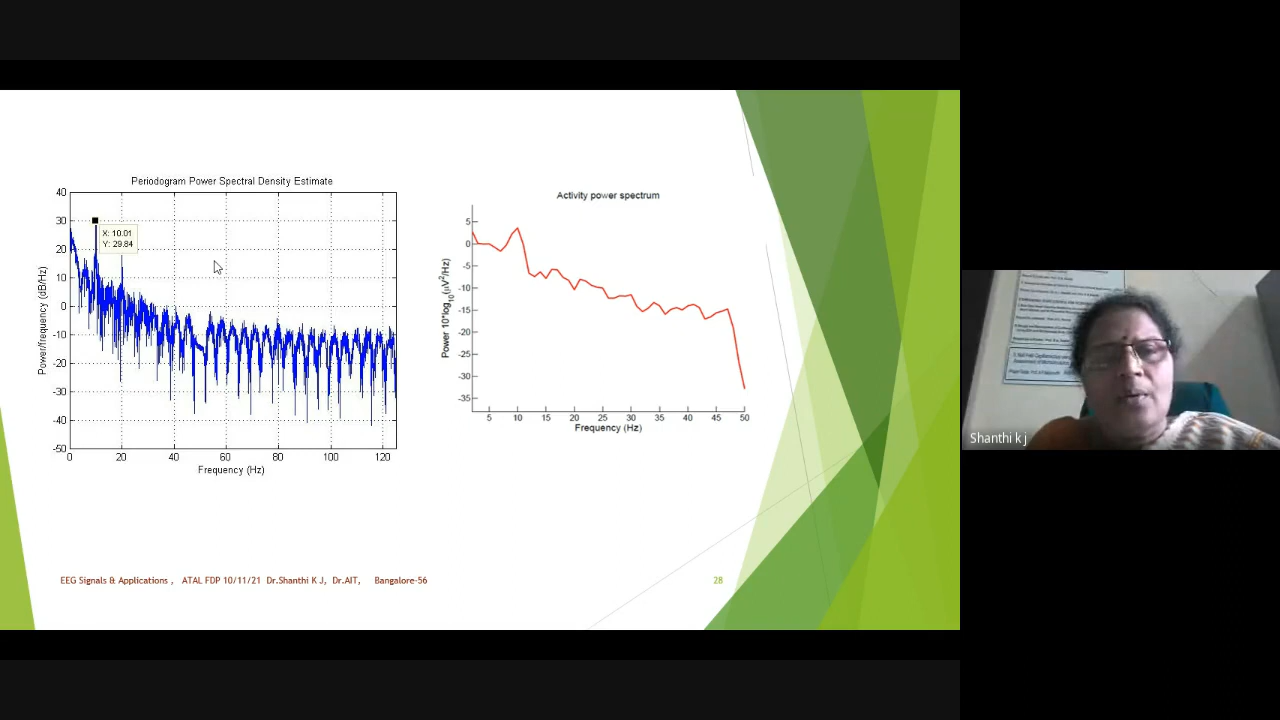 Periodogram Power Spectral Density Estimate
40
30
20
10
0
-10
-20
-30
-40
-50
Power/frequency (dB/Hz)
X: 10.01
Y: 29.84
0 20 40 60 80 100 120
Frequency (Hz)
Activity power spectrum
5
0
-5
-10
-15
-20
-25
-30
-35
Power 10*log10(μV2/Hz)
5 10 15 20 25 30 35 40 45 50
Frequency (Hz)
EEG Signals & Applications , ATAL FDP 10/11/21 Dr.Shanthi K J, Dr.AIT, Bangalore-56
28
Shanthi k j